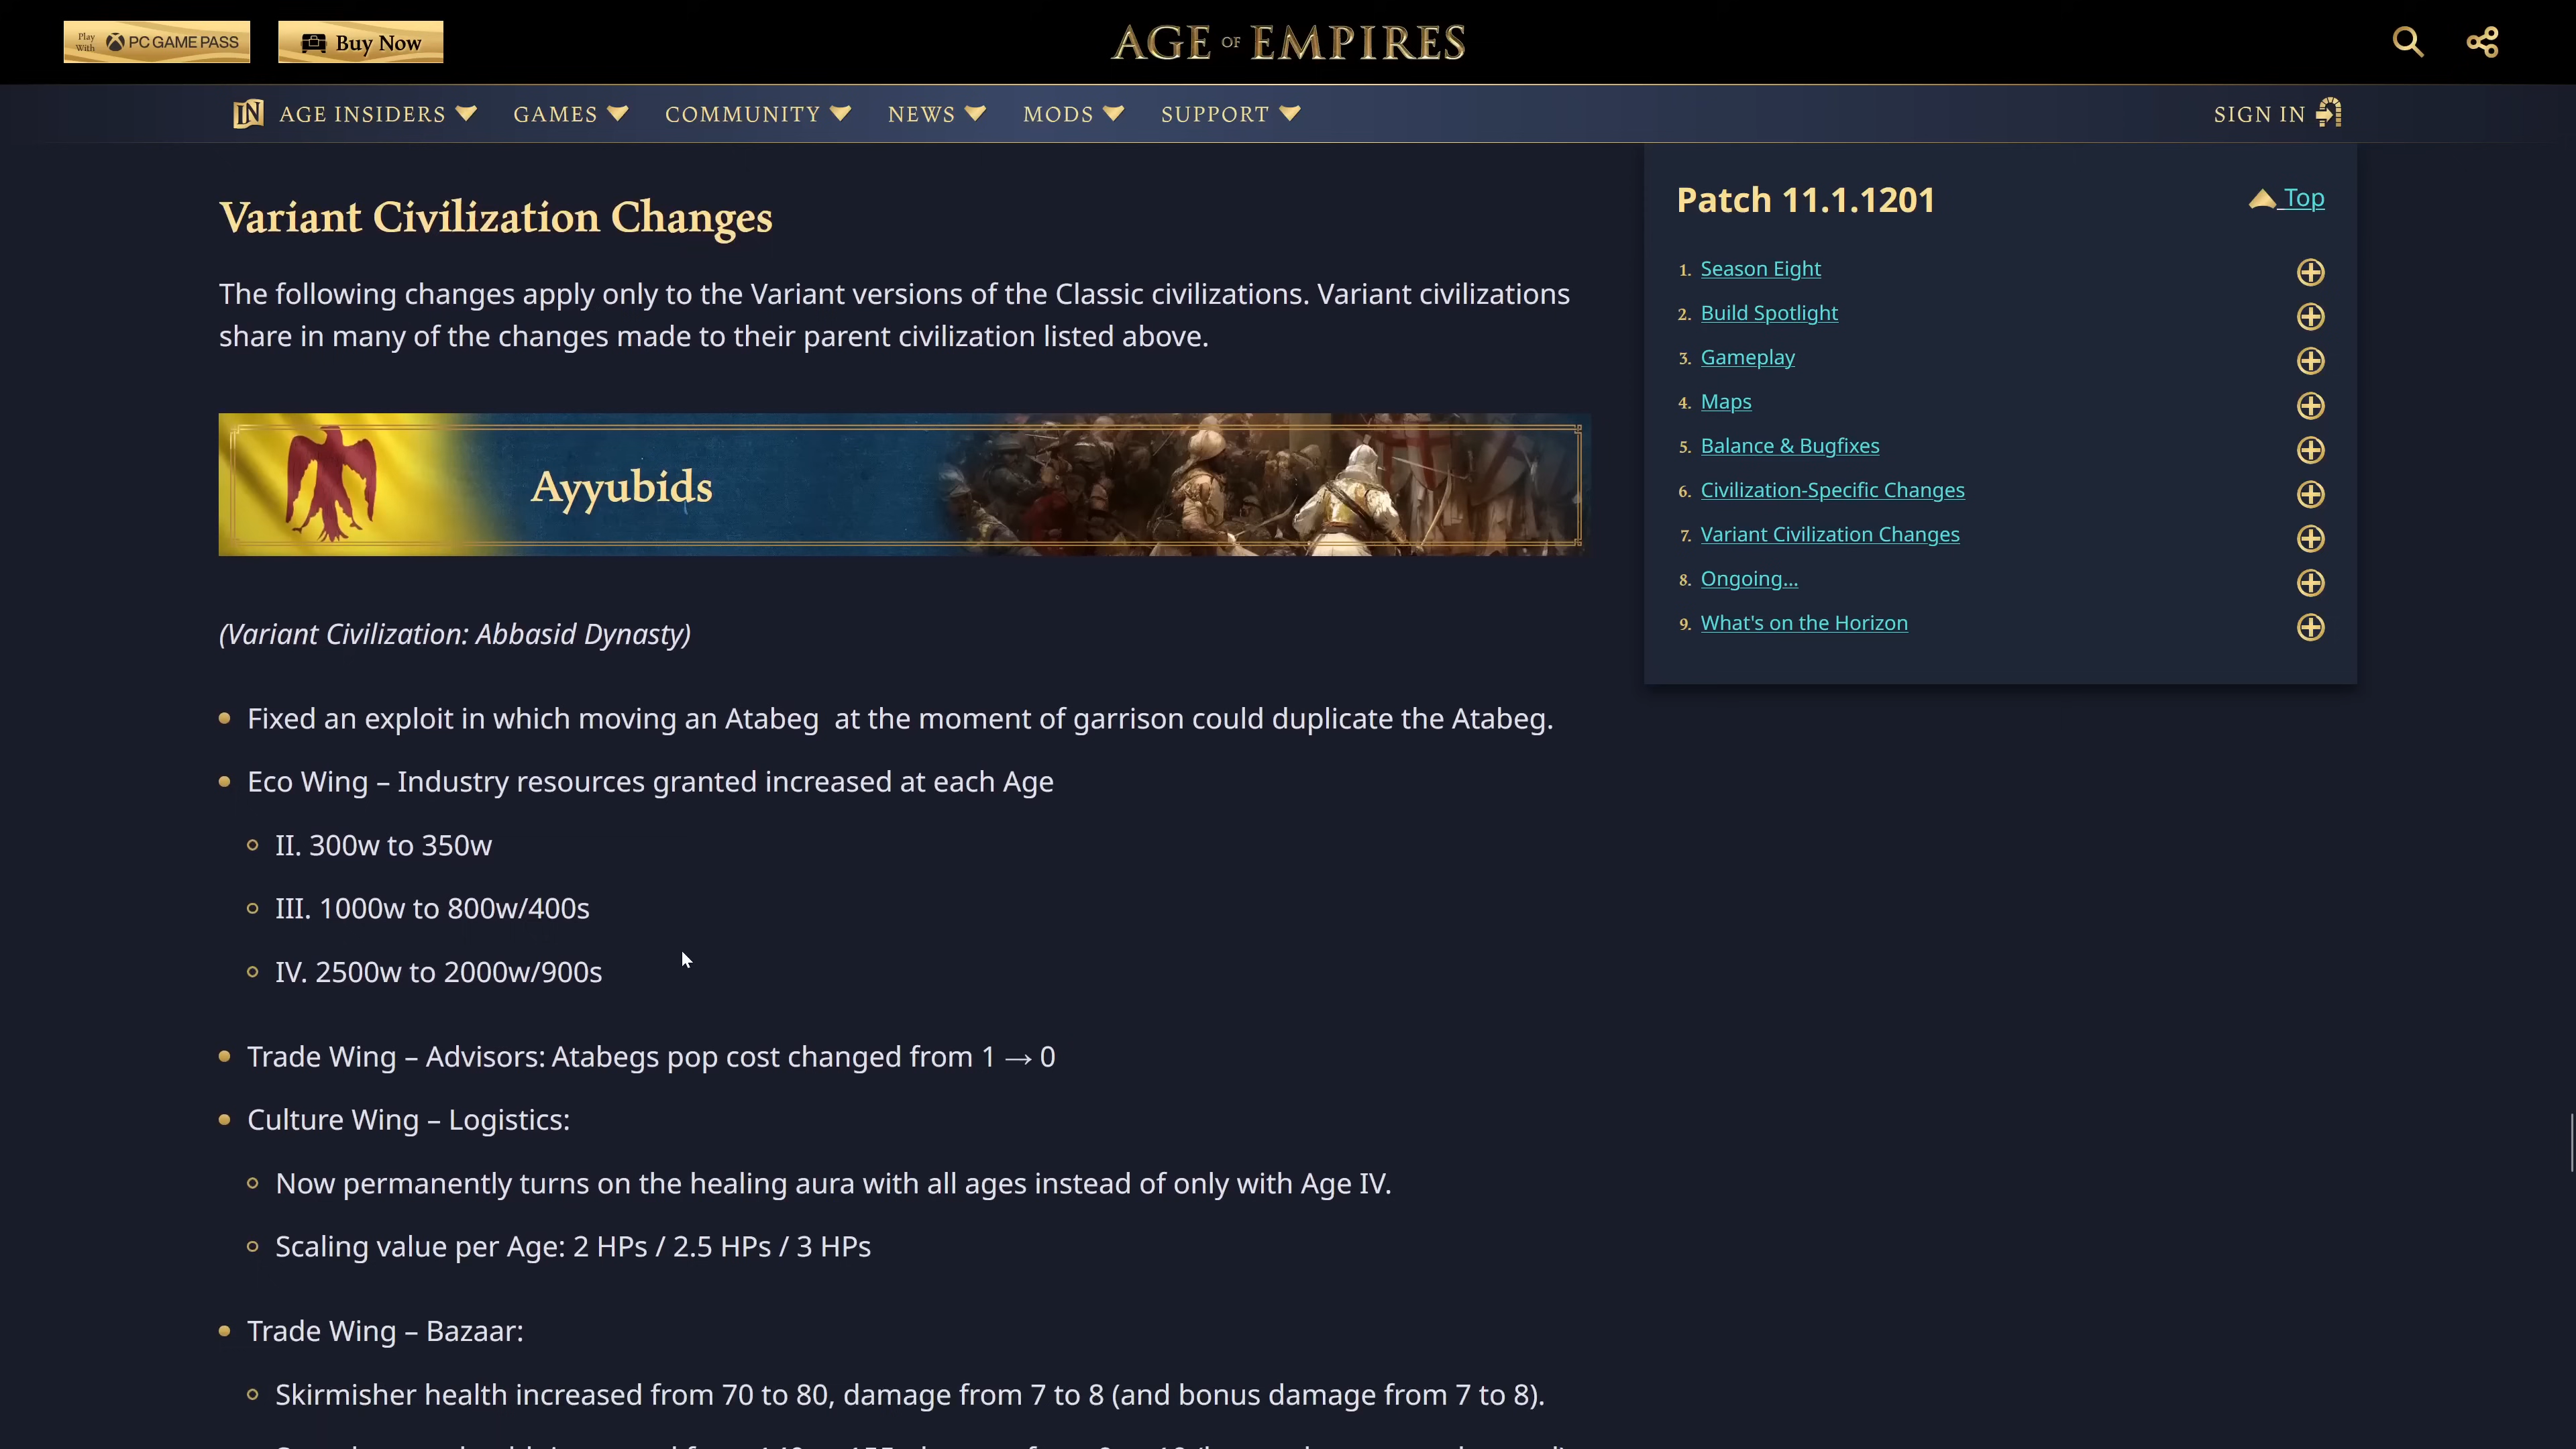 Play With PC GAME PASS
Buy Now
AGE OF EMPIRES
IN AGE INSIDERS GAMES COMMUNITY NEWS MODS SUPPORT SIGN IN
Variant Civilization Changes
The following changes apply only to the Variant versions of the Classic civilizations. Variant civilizations
share in many of the changes made to their parent civilization listed above.
Ayyubids
(Variant Civilization: Abbasid Dynasty)
Fixed an exploit in which moving an Atabeg at the moment of garrison could duplicate the Atabeg.
Eco Wing – Industry resources granted increased at each Age
II. 300w to 350w
III. 1000w to 800w/400s
IV. 2500w to 2000w/900s
Trade Wing – Advisors: Atabegs pop cost changed from 1 → 0
Culture Wing – Logistics:
Now permanently turns on the healing aura with all ages instead of only with Age IV.
Scaling value per Age: 2 HPs / 2.5 HPs / 3 HPs
Trade Wing – Bazaar:
Skirmisher health increased from 70 to 80, damage from 7 to 8 (and bonus damage from 7 to 8).
Patch 11.1.1201
Top
1. Season Eight
2. Build Spotlight
3. Gameplay
4. Maps
5. Balance & Bugfixes
6. Civilization-Specific Changes
7. Variant Civilization Changes
8. Ongoing...
9. What's on the Horizon